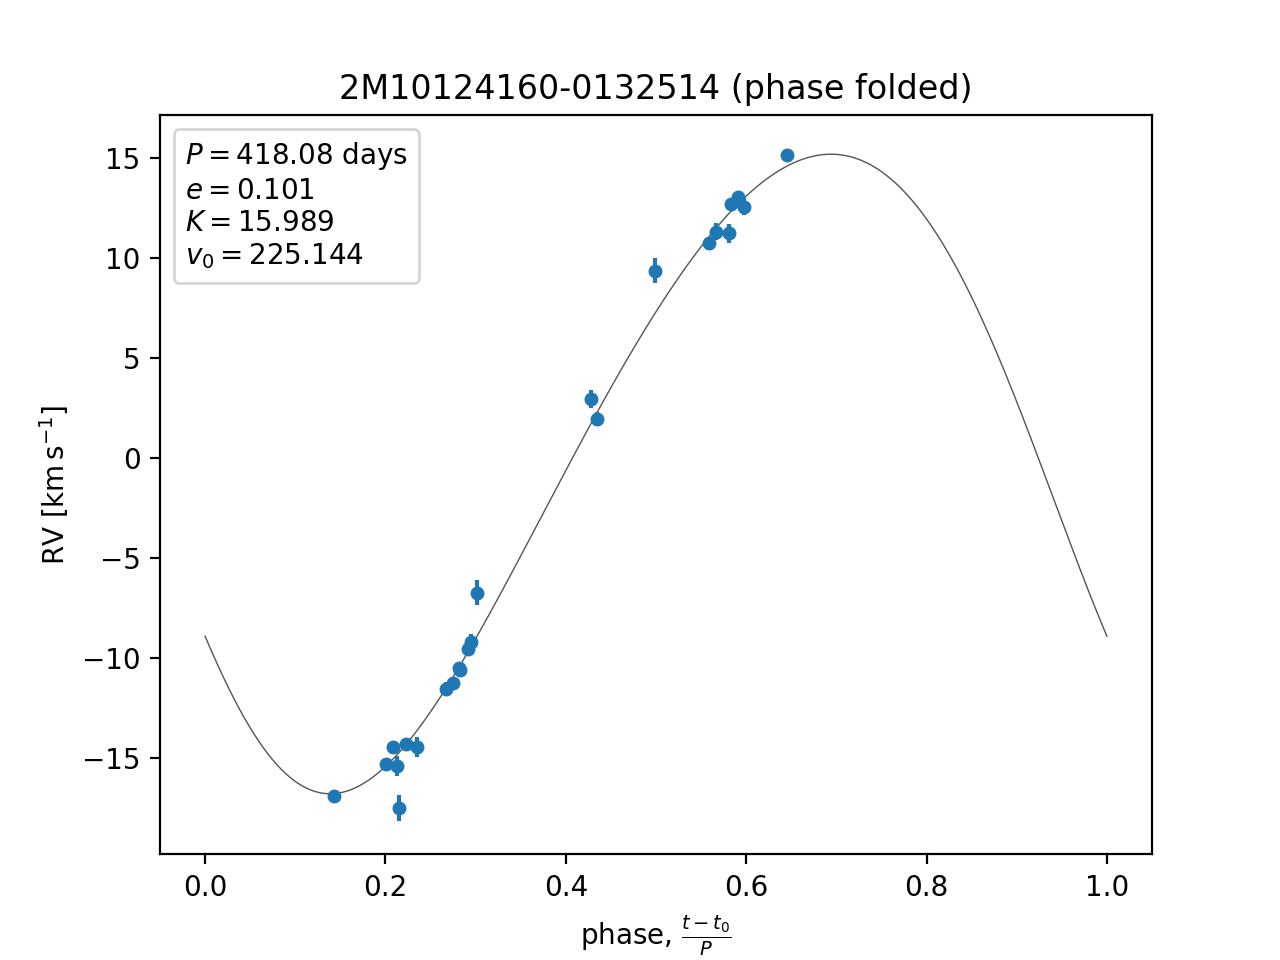 2M10124160-0132514 (phase folded)
P = 418.08 days
e = 0.101
K = 15.989
v₀ = 225.144
15
10
5
0
−5
−10
−15
RV [km s⁻¹]
0.0 0.2 0.4 0.6 0.8 1.0
phase, (t − t₀)/P